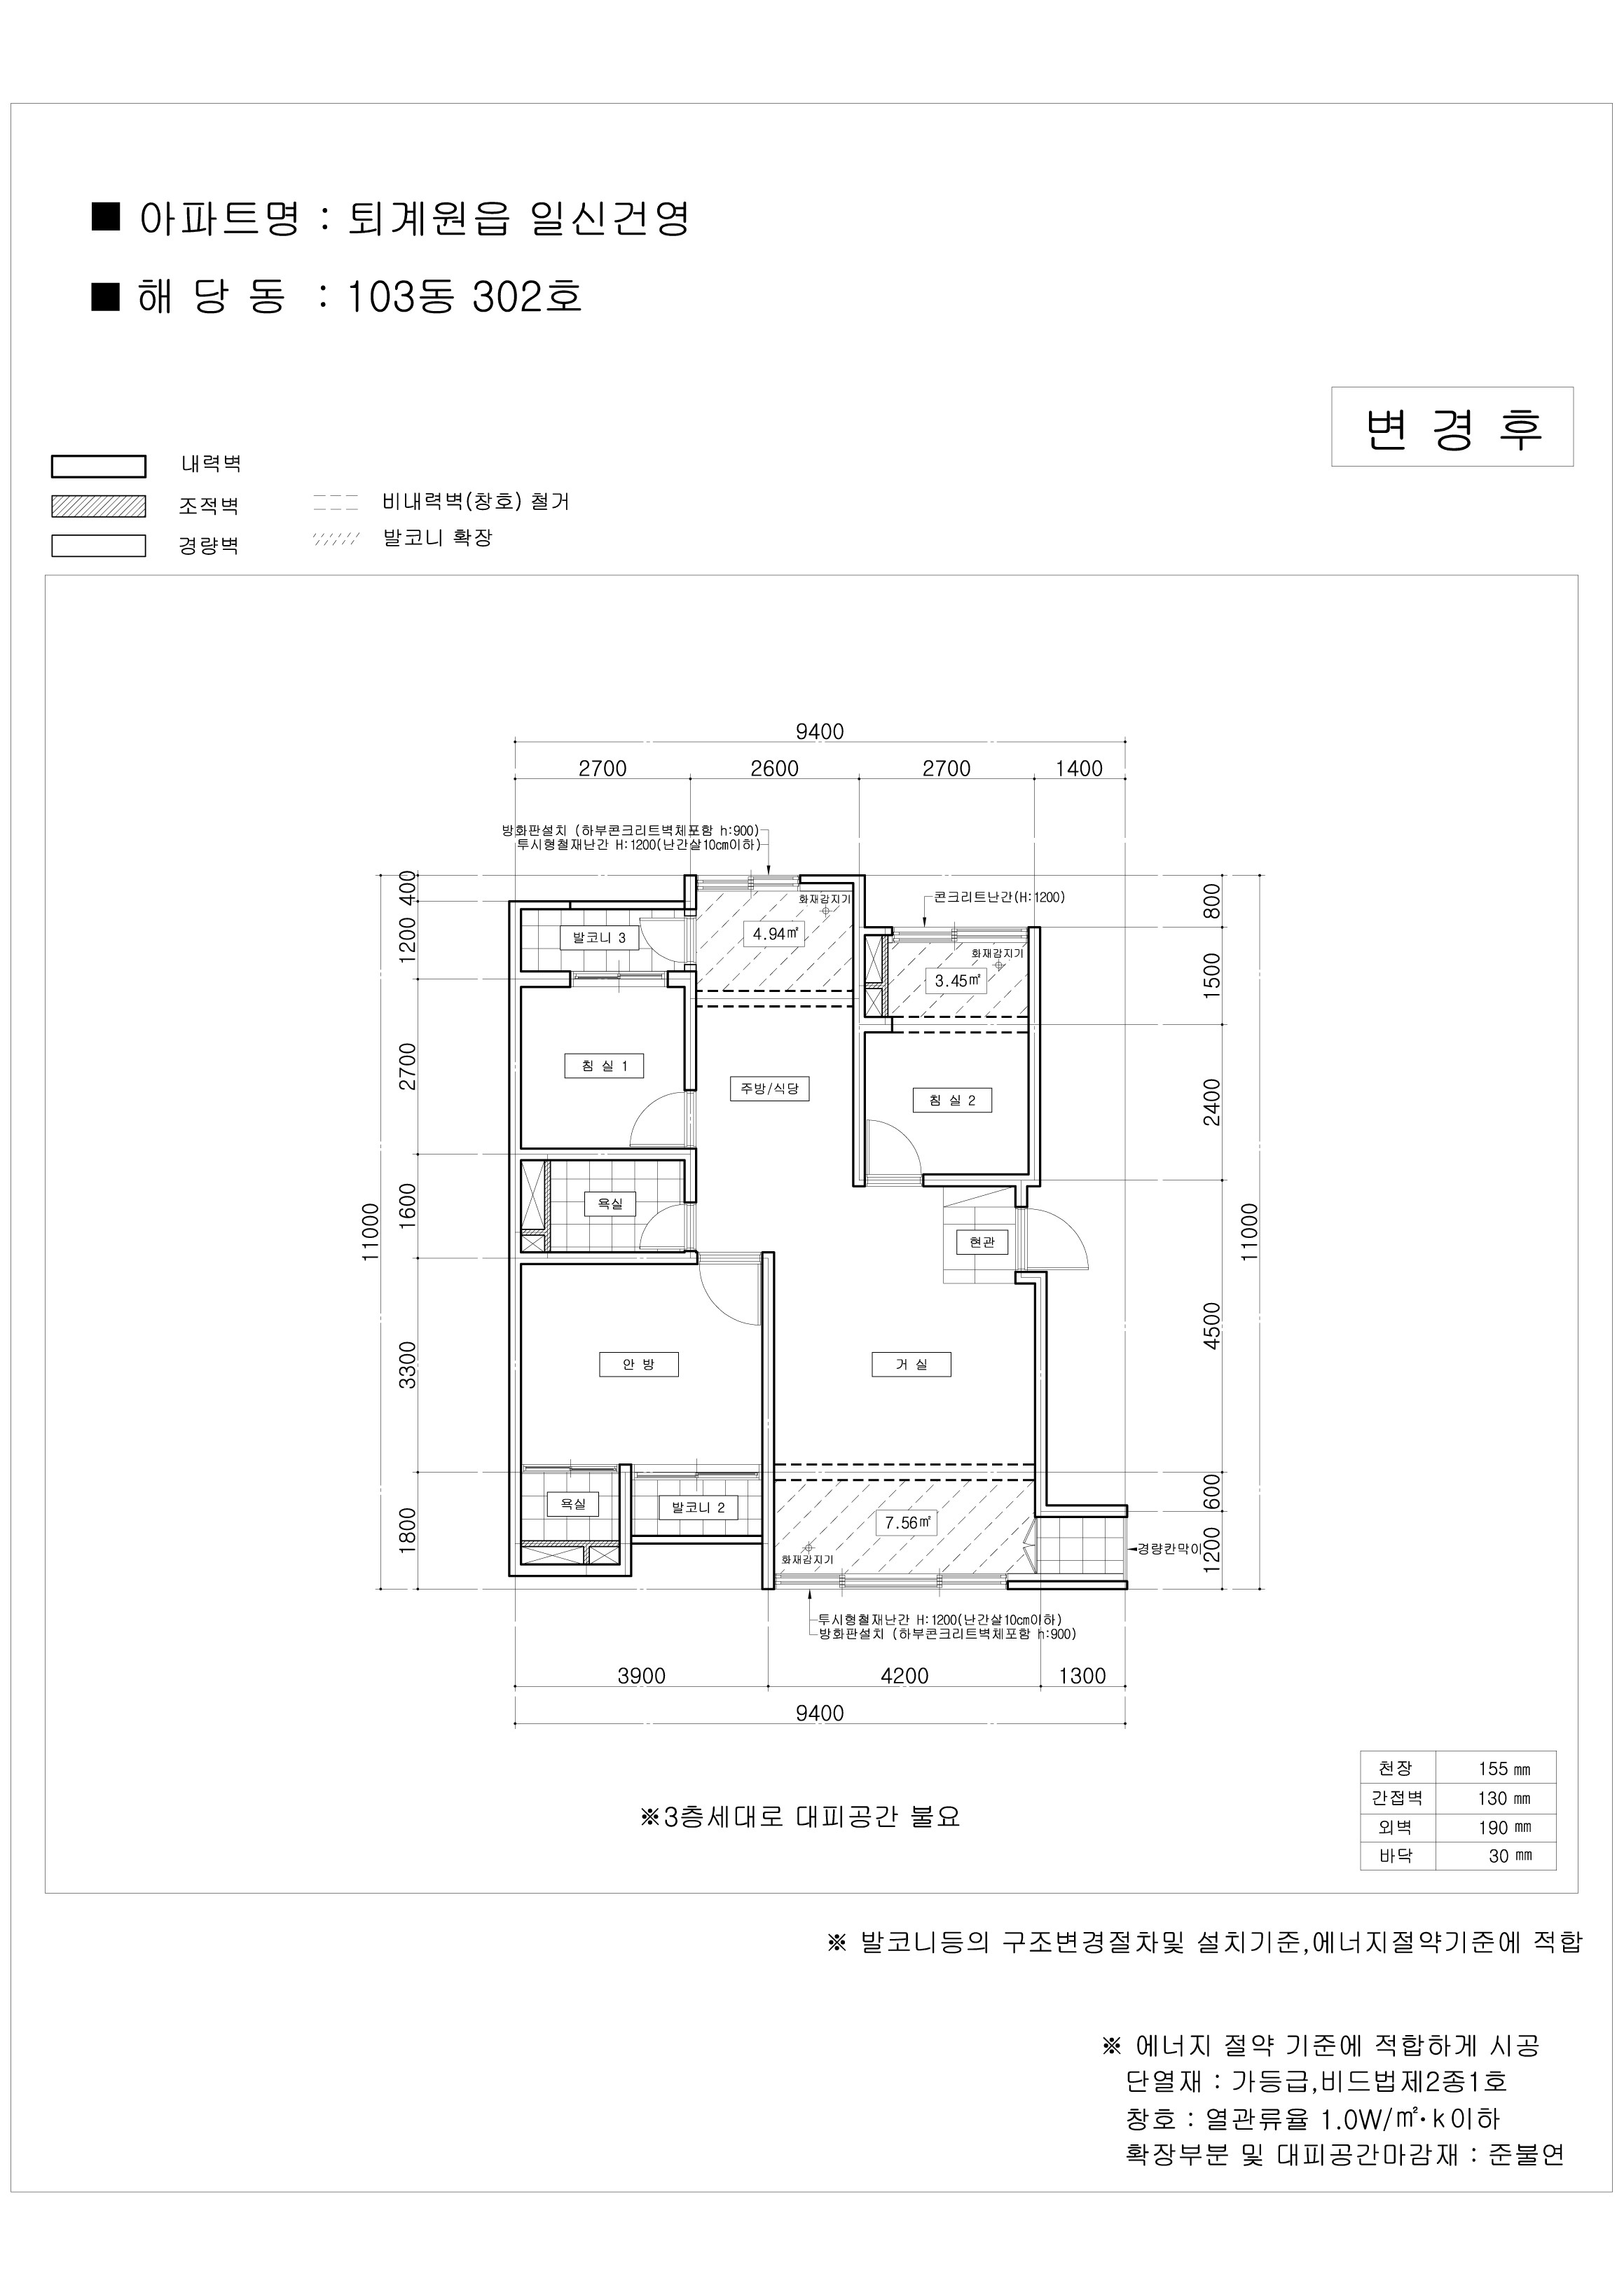 ■ 아파트명 : 퇴계원읍 일신건영
■ 해 당 동 : 103동 302호
변 경 후
내력벽
조적벽
경량벽
비내력벽(창호) 철거
발코니 확장
9400
2700
2600
2700
1400
방화판설치 (하부콘크리트벽체포함 h:900)
투시형철재난간 H:1200(난간살10cm이하)
콘크리트난간(H:1200)
400
1200
2700
1600
3300
1800
11000
800
1500
2400
4500
600
1200
11000
화재감지기
4.94㎡
발코니 3
화재감지기
3.45㎡
침 실 1
주방/식당
침 실 2
욕실
현관
안 방
거 실
욕실
발코니 2
7.56㎡
화재감지기
경량칸막이
투시형철재난간 H:1200(난간살10cm이하)
방화판설치 (하부콘크리트벽체포함 h:900)
3900
4200
1300
9400
천장 155 ㎜
간접벽 130 ㎜
외벽 190 ㎜
바닥 30 ㎜
※3층세대로 대피공간 불요
※ 발코니등의 구조변경절차및 설치기준,에너지절약기준에 적합
※ 에너지 절약 기준에 적합하게 시공
단열재 : 가등급,비드법제2종1호
창호 : 열관류율 1.0W/㎡·k이하
확장부분 및 대피공간마감재 : 준불연